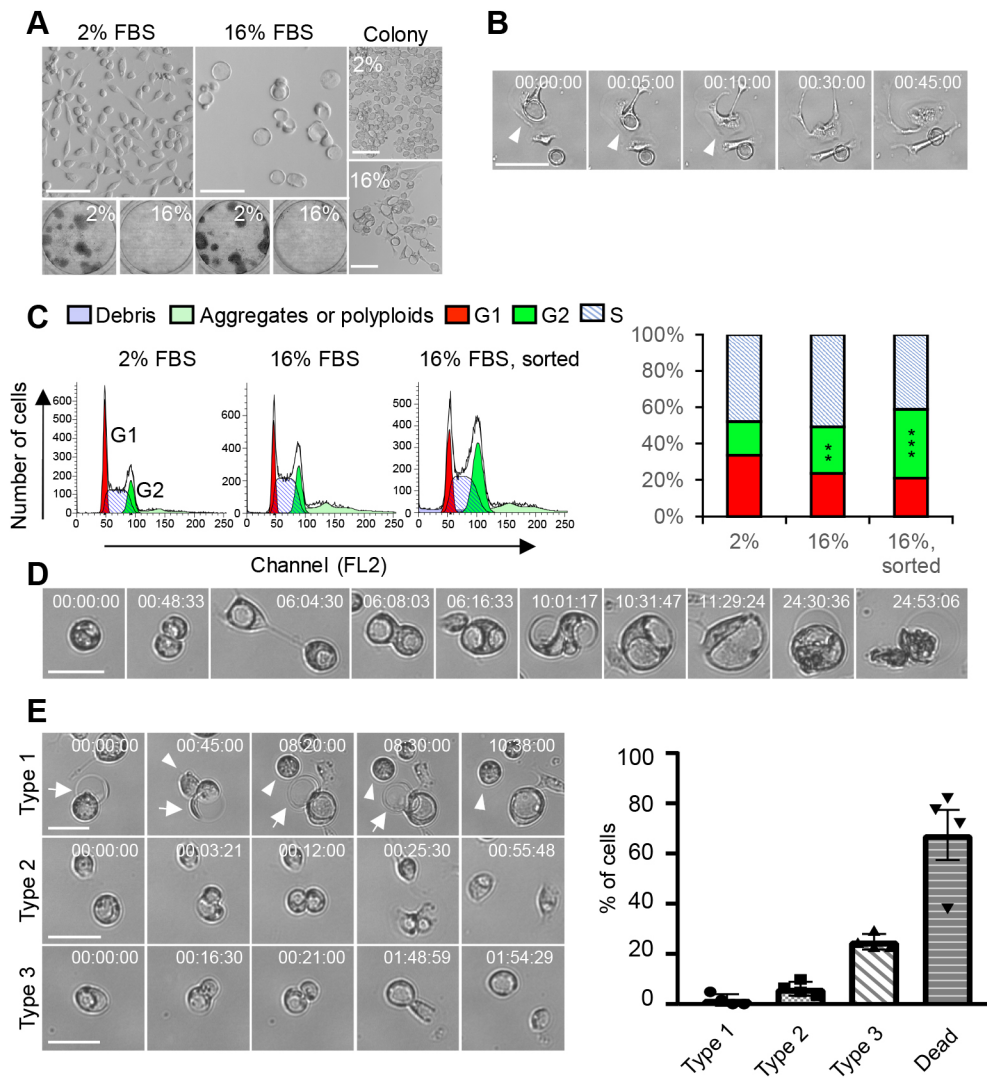 A
2% FBS
16% FBS
Colony
2%
16%
2%
16%
2%
16%
B
00:00:00
00:05:00
00:10:00
00:30:00
00:45:00
C
Debris
Aggregates or polyploids
G1
G2
S
2% FBS
16% FBS
16% FBS, sorted
Number of cells
600
500
400
300
200
100
0
0 50 100 150 200 250
G1
G2
600
400
200
0
0 50 100 150 200 250
500
400
300
200
100
0
0 50 100 150 200 250
Channel (FL2)
100%
80%
60%
40%
20%
0%
**
***
2%
16%
16%,
sorted
D
00:00:00
00:48:33
06:04:30
06:08:03
06:16:33
10:01:17
10:31:47
11:29:24
24:30:36
24:53:06
E
Type 1
00:00:00
00:45:00
08:20:00
08:30:00
10:38:00
Type 2
00:00:00
00:03:21
00:12:00
00:25:30
00:55:48
Type 3
00:00:00
00:16:30
00:21:00
01:48:59
01:54:29
% of cells
100
80
60
40
20
0
Type 1
Type 2
Type 3
Dead